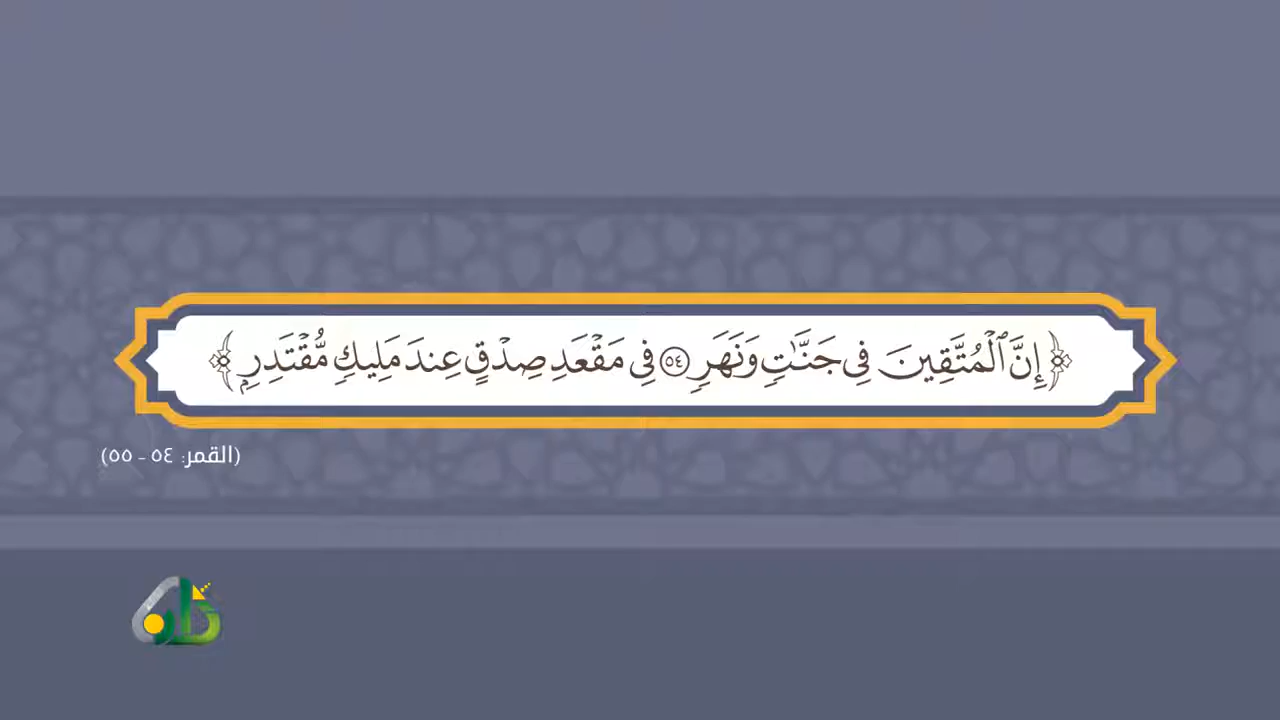 ﴿إِنَّ ٱلْمُتَّقِينَ فِى جَنَّـٰتٍ وَنَهَرٍ ٥٤ فِى مَقْعَدِ صِدْقٍ عِندَ مَلِيكٍ مُّقْتَدِرٍۭ﴾
(القمر: ٥٤ - ٥٥)